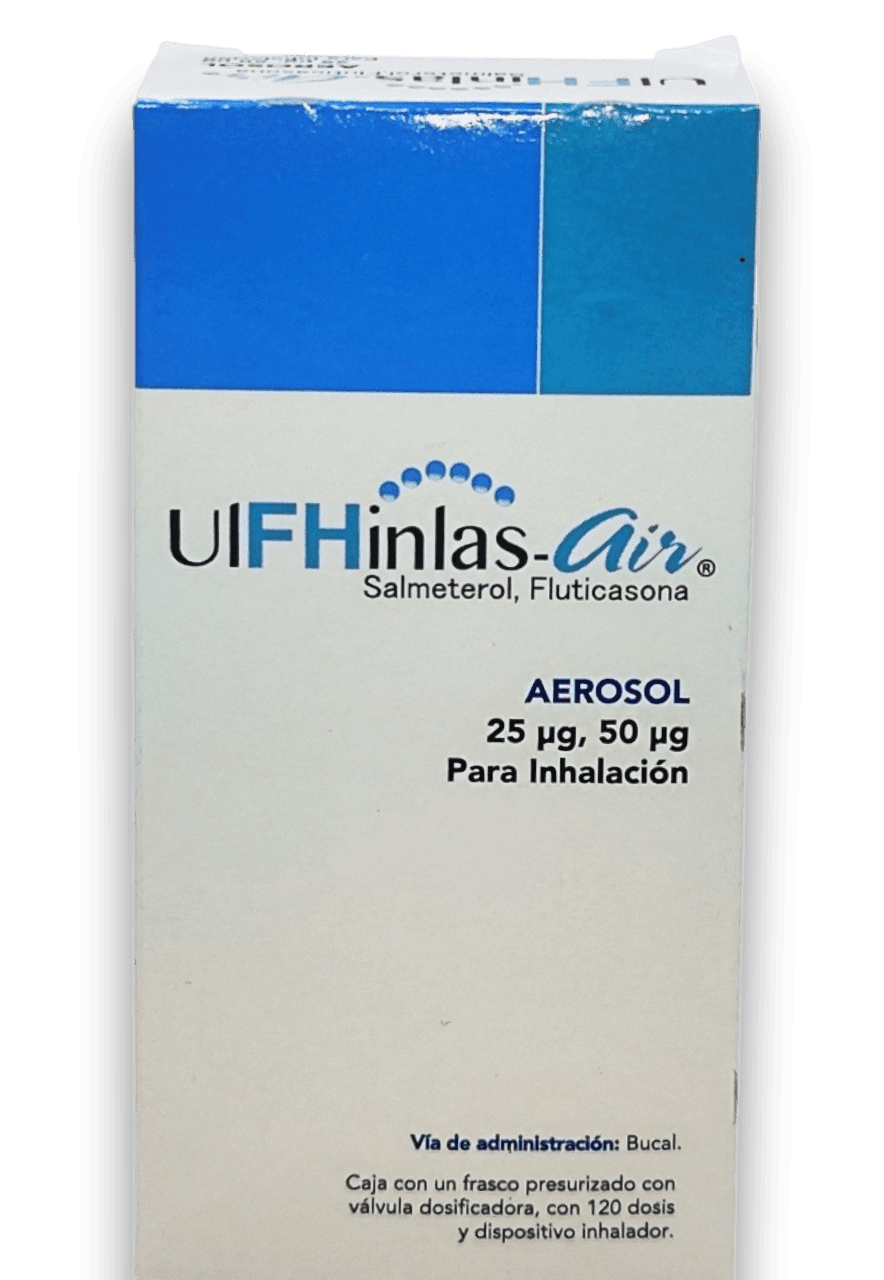 UlFHinlas-Air®
Salmeterol, Fluticasona
AEROSOL
25 µg, 50 µg
Para Inhalación
Vía de administración: Bucal.
Caja con un frasco presurizado con
válvula dosificadora, con 120 dosis
y dispositivo inhalador.